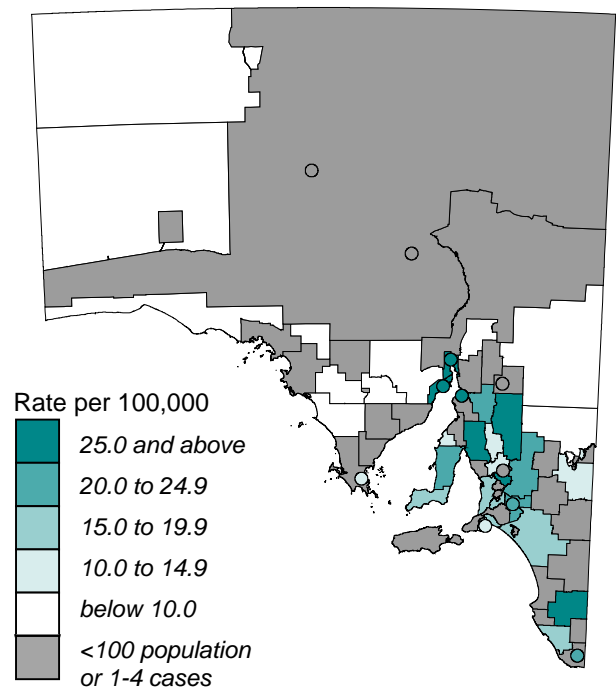 Rate per 100,000
25.0 and above
20.0 to 24.9
15.0 to 19.9
10.0 to 14.9
below 10.0
<100 population
or 1-4 cases